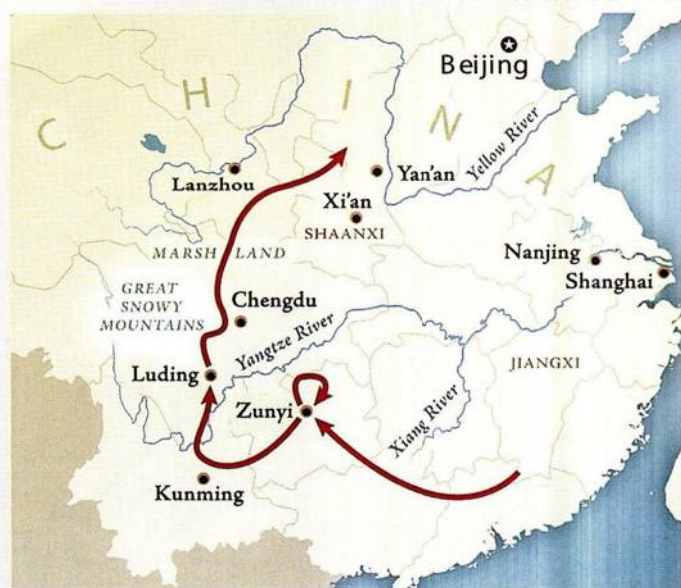 Beijing
CHINA
Yellow River
Lanzhou
Yan'an
Xi'an
SHAANXI
MARSH LAND
Nanjing
Shanghai
GREAT
SNOWY
MOUNTAINS
Chengdu
Yangtze River
JIANGXI
Luding
Zunyi
Xiang River
Kunming